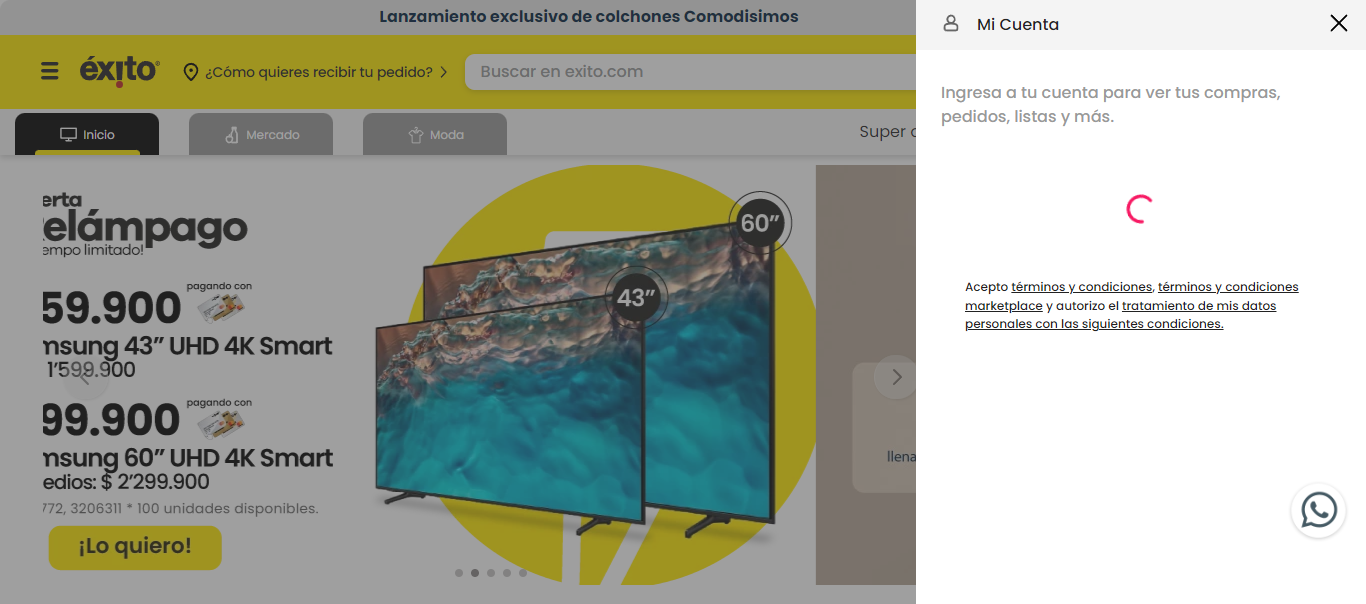 Lanzamiento exclusivo de colchones Comodisimos
Mi Cuenta
éxito
¿Cómo quieres recibir tu pedido?
Buscar en exito.com
Inicio
Mercado
Moda
Super
Ingresa a tu cuenta para ver tus compras,
pedidos, listas y más.
Acepto términos y condiciones, términos y condiciones
marketplace y autorizo el tratamiento de mis datos
personales con las siguientes condiciones.
erta
elámpago
empo limitado!
59.900
pagando con
msung 43” UHD 4K Smart
1’599.900
99.900
pagando con
msung 60” UHD 4K Smart
edios: $ 2’299.900
772, 3206311 * 100 unidades disponibles.
¡Lo quiero!
60”
43”
llena